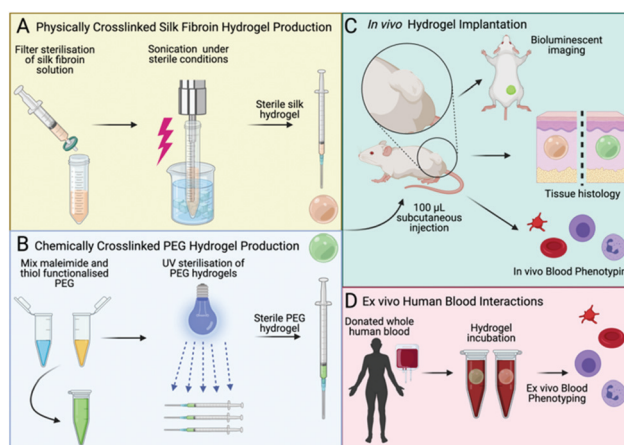 A Physically Crosslinked Silk Fibroin Hydrogel Production
Filter sterilisation
of silk fibroin
solution
Sonication under
sterile conditions
Sterile silk
hydrogel
B Chemically Crosslinked PEG Hydrogel Production
Mix maleimide and
thiol functionalised
PEG
UV sterilisation
of PEG hydrogels
Sterile PEG
hydrogel
C In vivo Hydrogel Implantation
Bioluminescent
imaging
Tissue histology
100 μL
subcutaneous
injection
In vivo Blood Phenotyping
D Ex vivo Human Blood Interactions
Donated whole
human blood
Hydrogel
incubation
Ex vivo Blood
Phenotyping